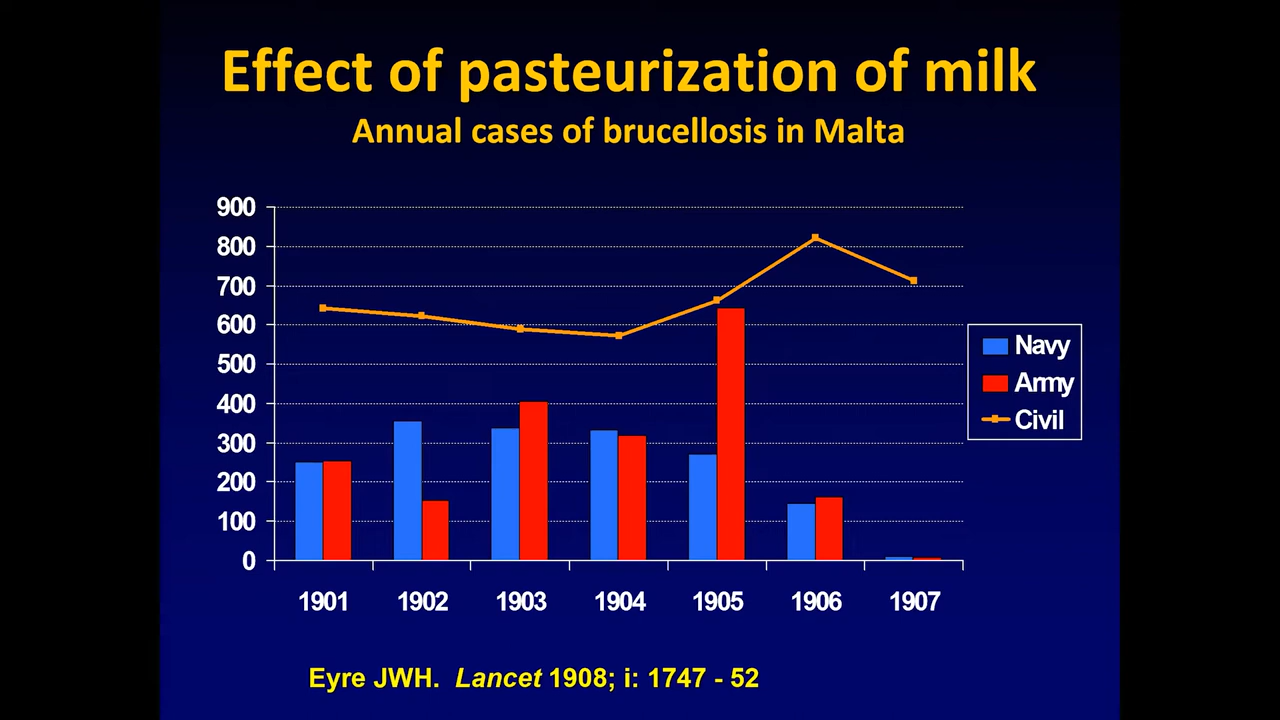 Effect of pasteurization of milk
Annual cases of brucellosis in Malta
900
800
700
600
500
400
300
200
100
0
1901 1902 1903 1904 1905 1906 1907
Navy
Army
Civil
Eyre JWH. Lancet 1908; i: 1747 - 52